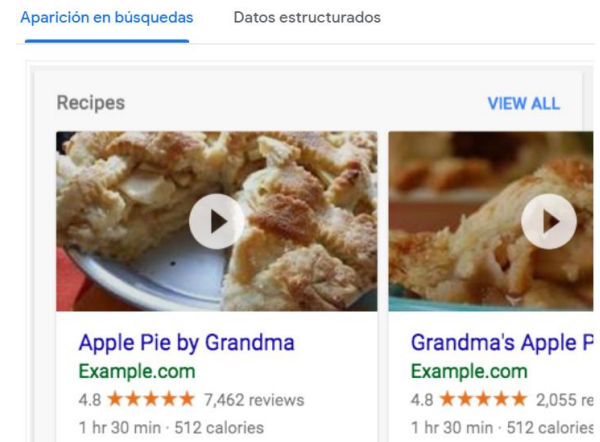 Aparición en búsquedas Datos estructurados
Recipes VIEW ALL
Apple Pie by Grandma
Example.com
4.8 ★★★★★ 7,462 reviews
1 hr 30 min · 512 calories
Grandma's Apple P
Example.com
4.8 ★★★★★ 2,055 re
1 hr 30 min · 512 calories